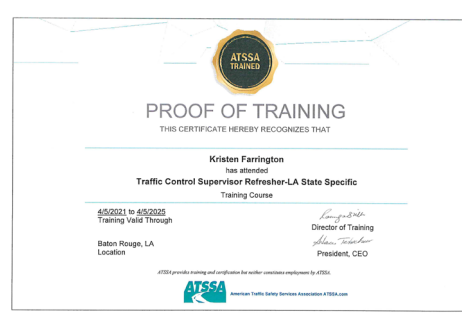 ATSSA
TRAINED
PROOF OF TRAINING
THIS CERTIFICATE HEREBY RECOGNIZES THAT
Kristen Farrington
has attended
Traffic Control Supervisor Refresher-LA State Specific
Training Course
4/5/2021 to 4/5/2025
Training Valid Through
Director of Training
Baton Rouge, LA
Location
President, CEO
ATSSA provides training and certification but neither constitutes employment by ATSSA.
ATSSA
American Traffic Safety Services Association ATSSA.com